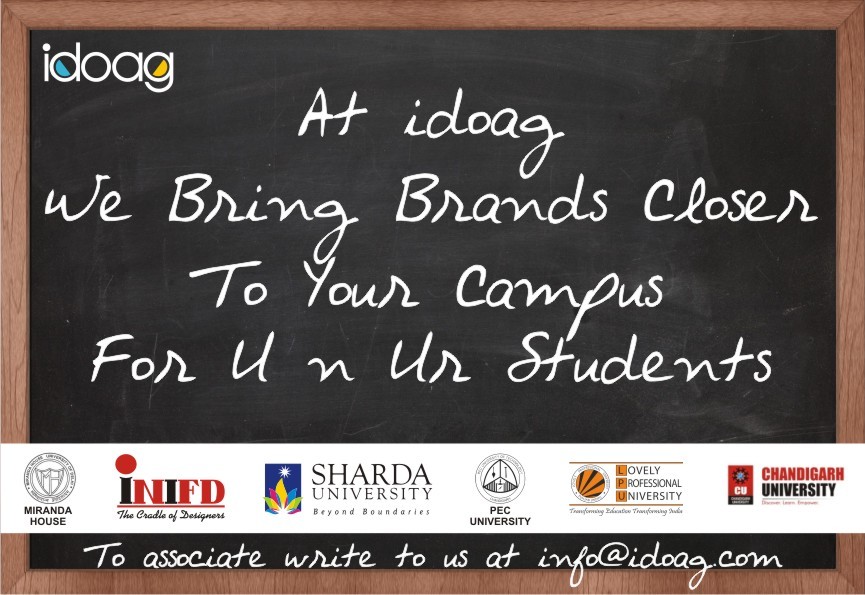 idoag
At idoag
We Bring Brands Closer
To Your Campus
For U n Ur Students
MIRANDA
HOUSE
INIFD
The Cradle of Designers
SHARDA
UNIVERSITY
Beyond Boundaries
PEC
UNIVERSITY
LOVELY
PROFESSIONAL
UNIVERSITY
Transforming Education Transforming India
CU
CHANDIGARH
UNIVERSITY
Discover. Learn. Empower.
To associate write to us at info@idoag.com